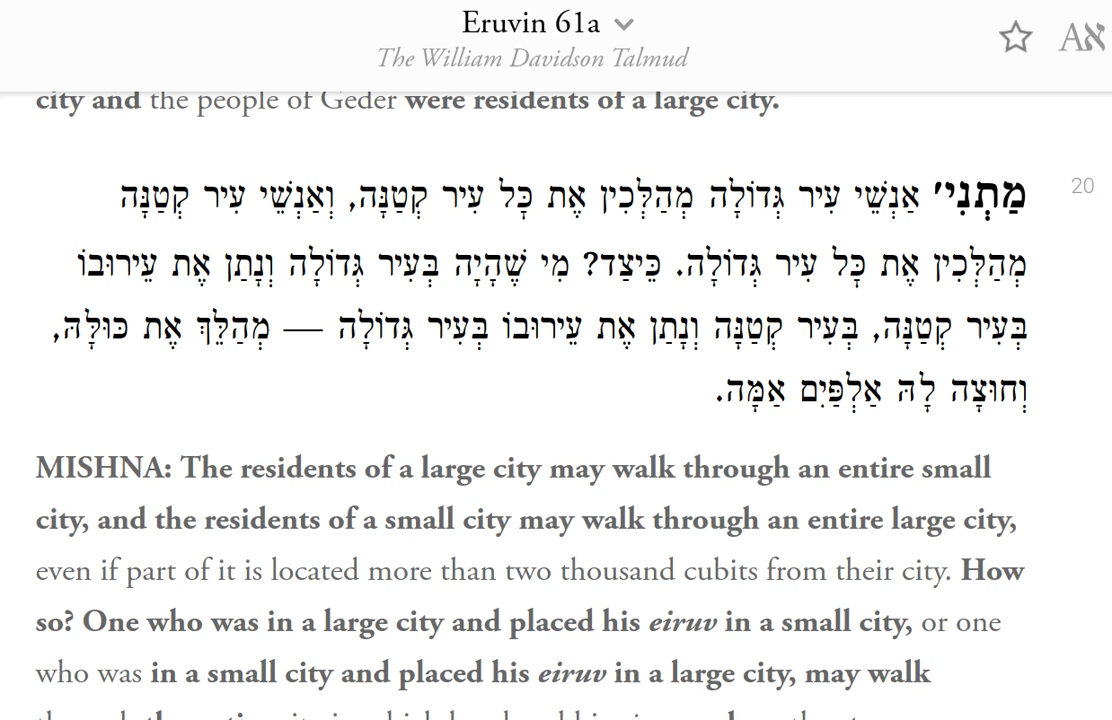 Eruvin 61a
The William Davidson Talmud
Aא
city and the people of Geder were residents of a large city.
20
מַתְנִי׳ אַנְשֵׁי עִיר גְּדוֹלָה מְהַלְּכִין אֶת כׇּל עִיר קְטַנָּה, וְאַנְשֵׁי עִיר קְטַנָּה
מְהַלְּכִין אֶת כׇּל עִיר גְּדוֹלָה. כֵּיצַד? מִי שֶׁהָיָה בְּעִיר גְּדוֹלָה וְנָתַן אֶת עֵירוּבוֹ
בְּעִיר קְטַנָּה, בְּעִיר קְטַנָּה וְנָתַן אֶת עֵירוּבוֹ בְּעִיר גְּדוֹלָה — מְהַלֵּךְ אֶת כּוּלָּהּ,
וְחוּצָה לָהּ אַלְפַּיִם אַמָּה.
MISHNA: The residents of a large city may walk through an entire small
city, and the residents of a small city may walk through an entire large city,
even if part of it is located more than two thousand cubits from their city. How
so? One who was in a large city and placed his eiruv in a small city, or one
who was in a small city and placed his eiruv in a large city, may walk